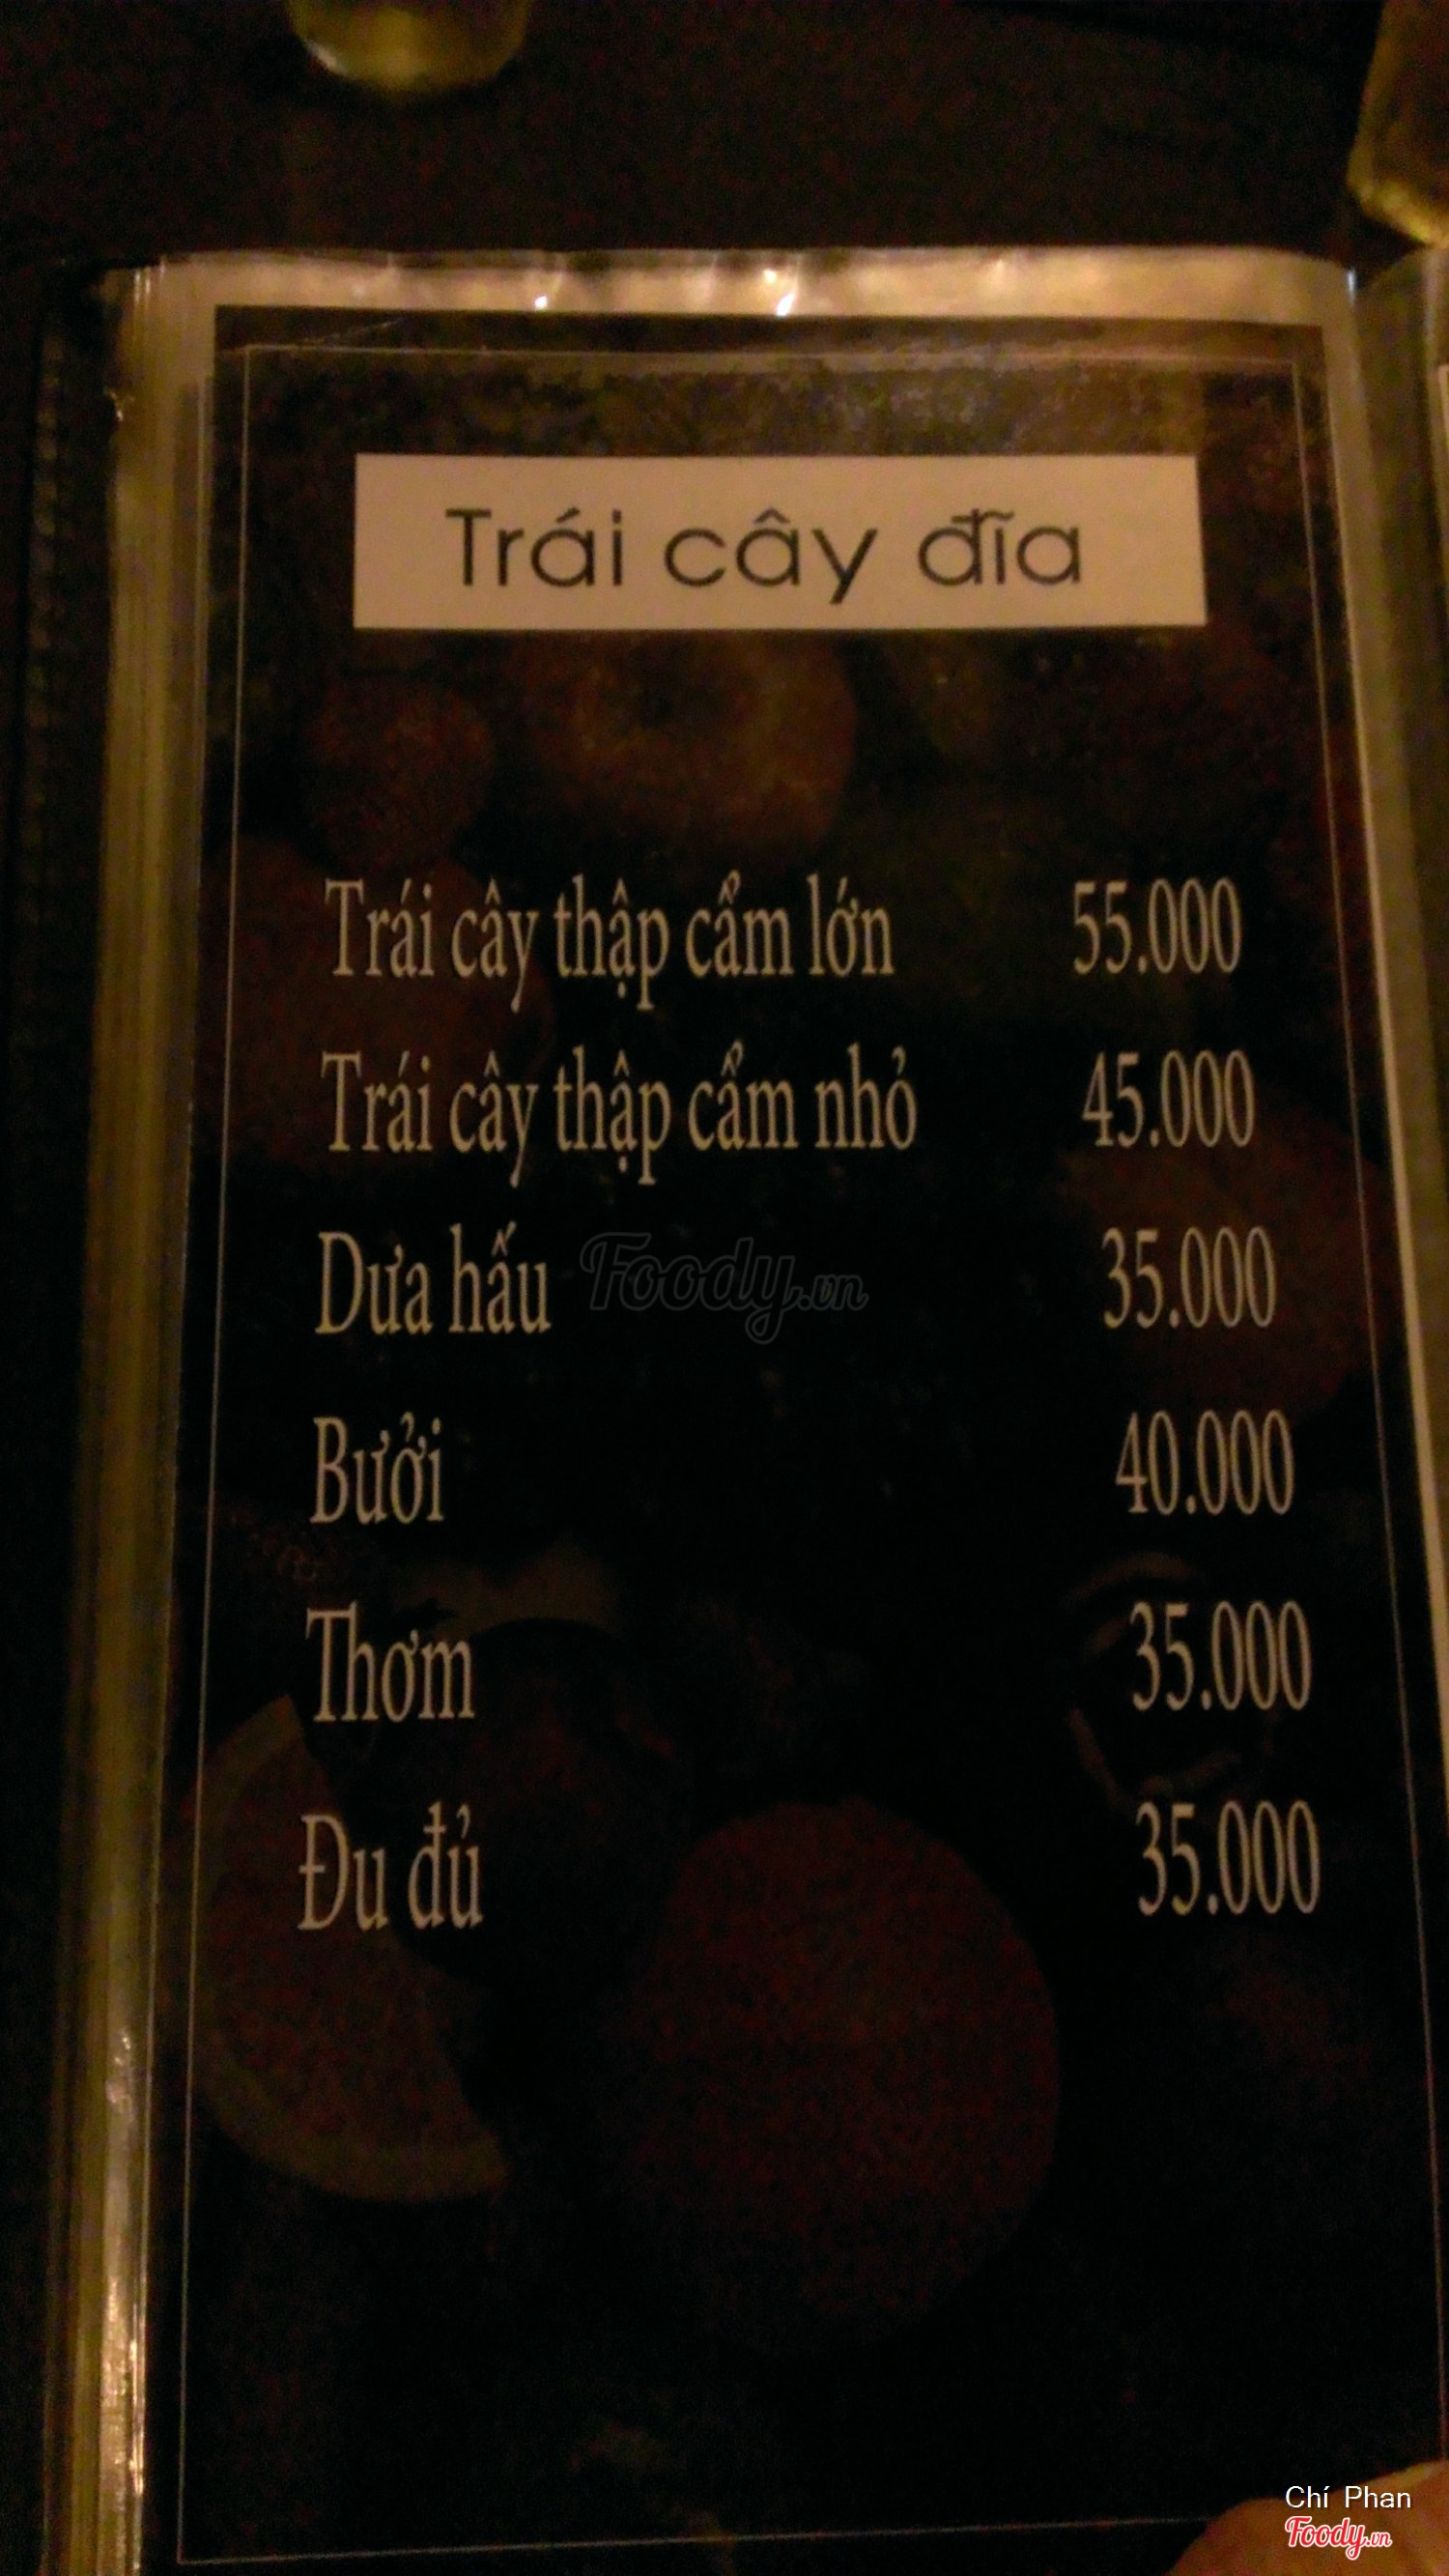 Trái cây đĩa
Trái cây thập cẩm lớn 55.000
Trái cây thập cẩm nhỏ 45.000
Dưa hấu 35.000
Foody.vn
Bưởi 40.000
Thơm 35.000
Đu đủ 35.000
Chí Phan
Foody.vn